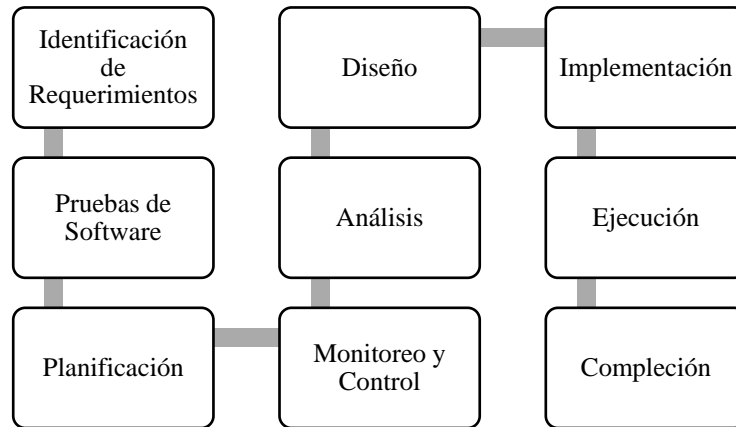 Identificación
de
Requerimientos
Pruebas de
Software
Planificación
Monitoreo y
Control
Análisis
Diseño
Implementación
Ejecución
Compleción